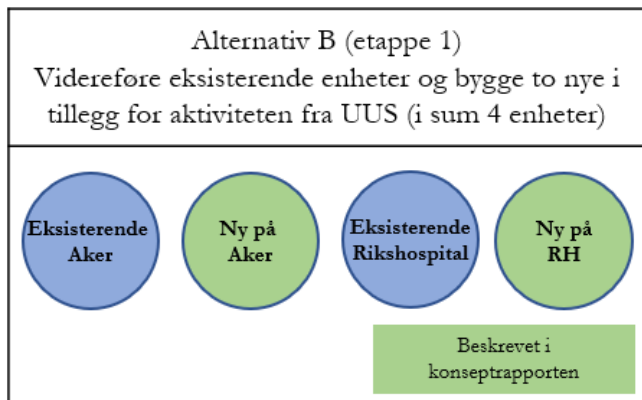 Alternativ B (etappe 1)
Videreføre eksisterende enheter og bygge to nye i
tillegg for aktiviteten fra UUS (i sum 4 enheter)
Eksisterende
Aker
Ny på
Aker
Eksisterende
Rikshospital
Ny på
RH
Beskrevet i
konseptrapporten